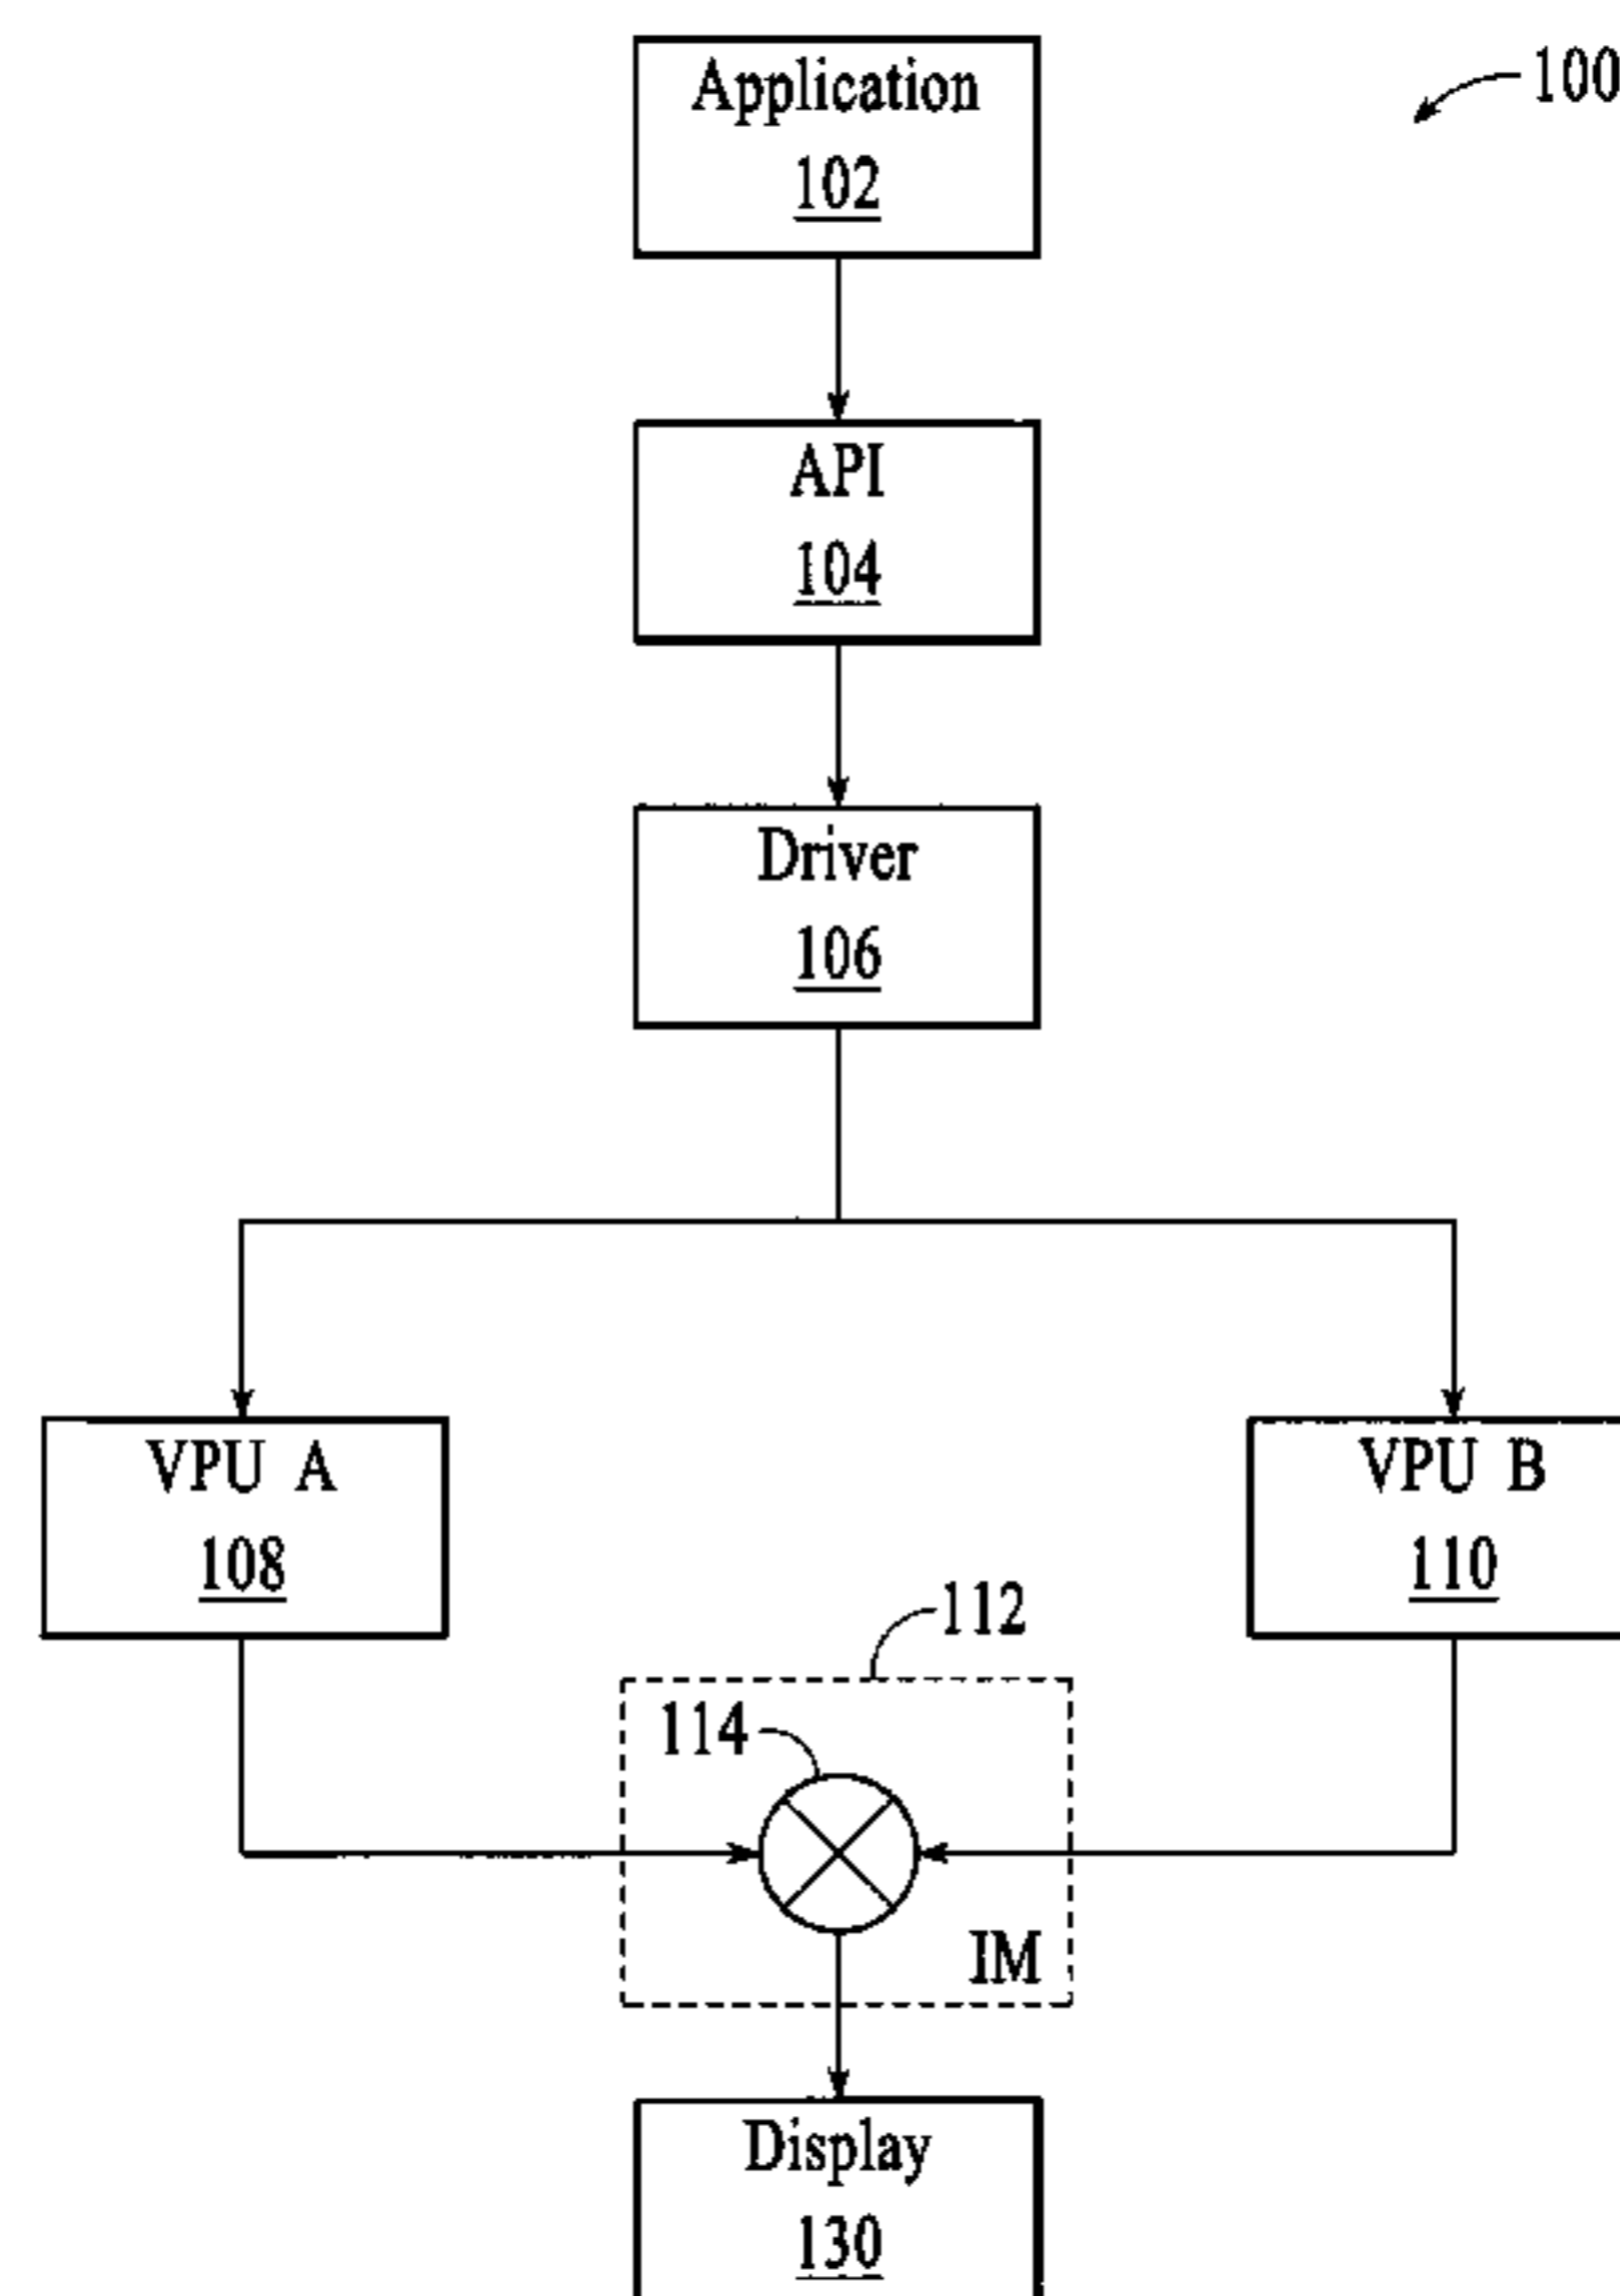 Application
102
100
API
104
Driver
106
VPU A
108
VPU B
110
112
114
IM
Display
130